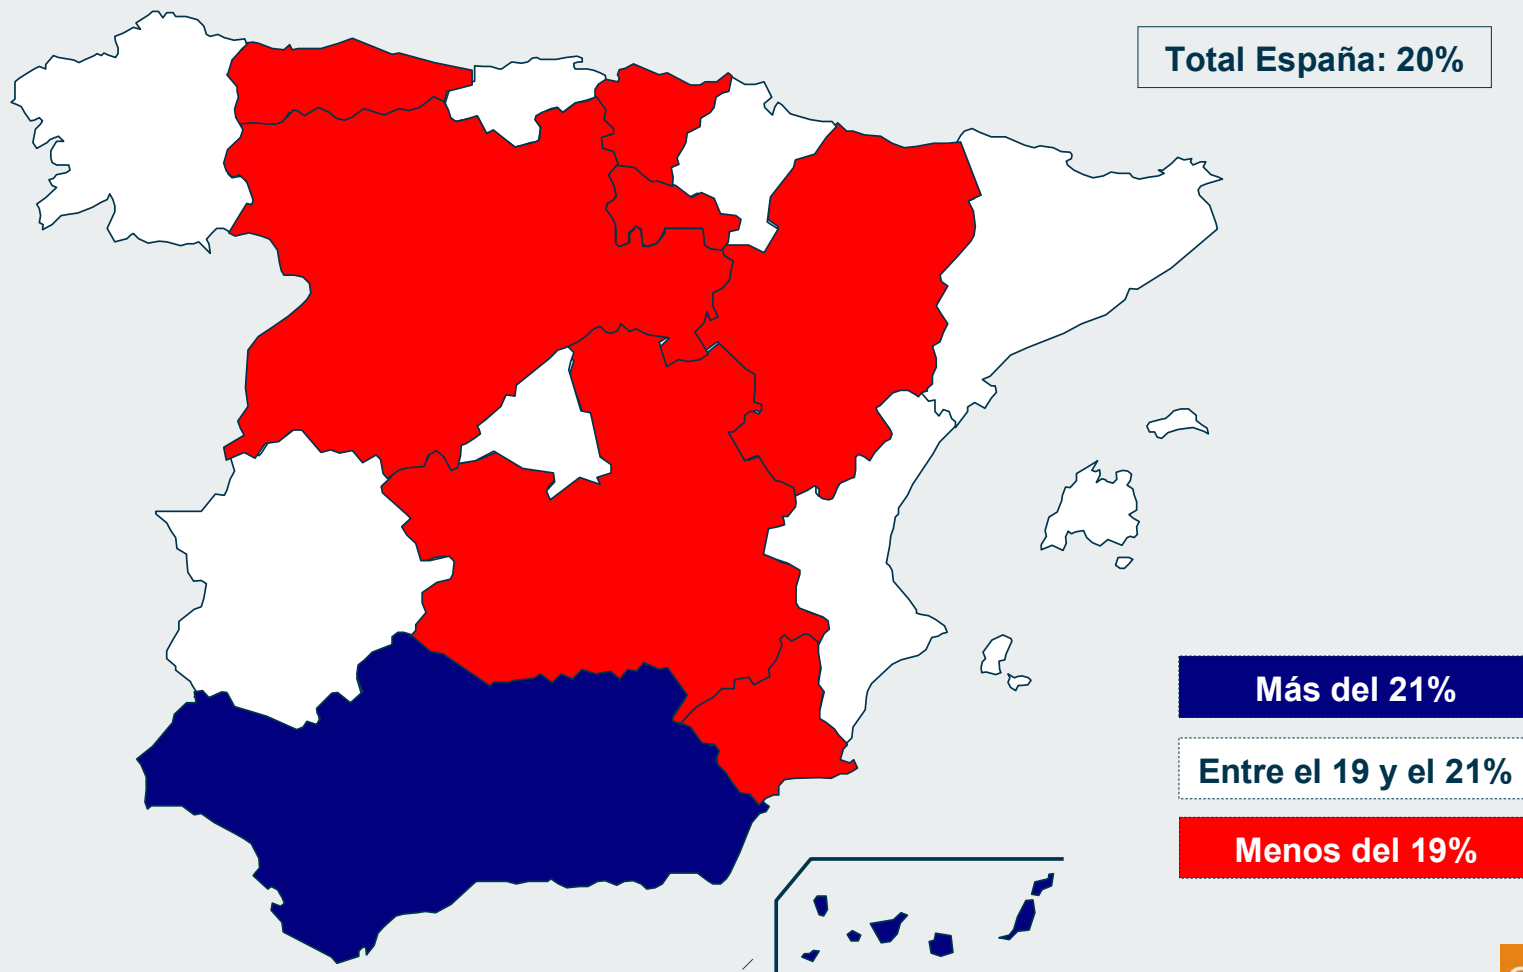 Total España: 20%
Más del 21%
Entre el 19 y el 21%
Menos del 19%